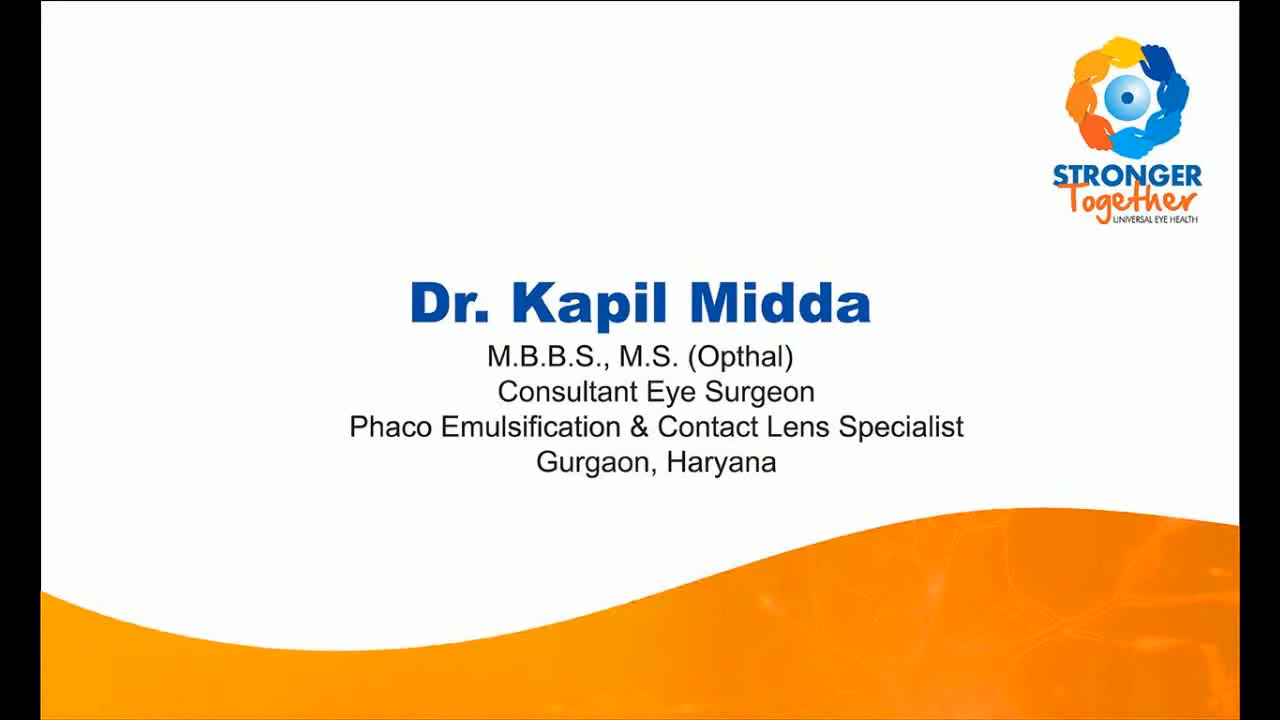 STRONGER
Together
UNIVERSAL EYE HEALTH
Dr. Kapil Midda
M.B.B.S., M.S. (Opthal)
Consultant Eye Surgeon
Phaco Emulsification & Contact Lens Specialist
Gurgaon, Haryana